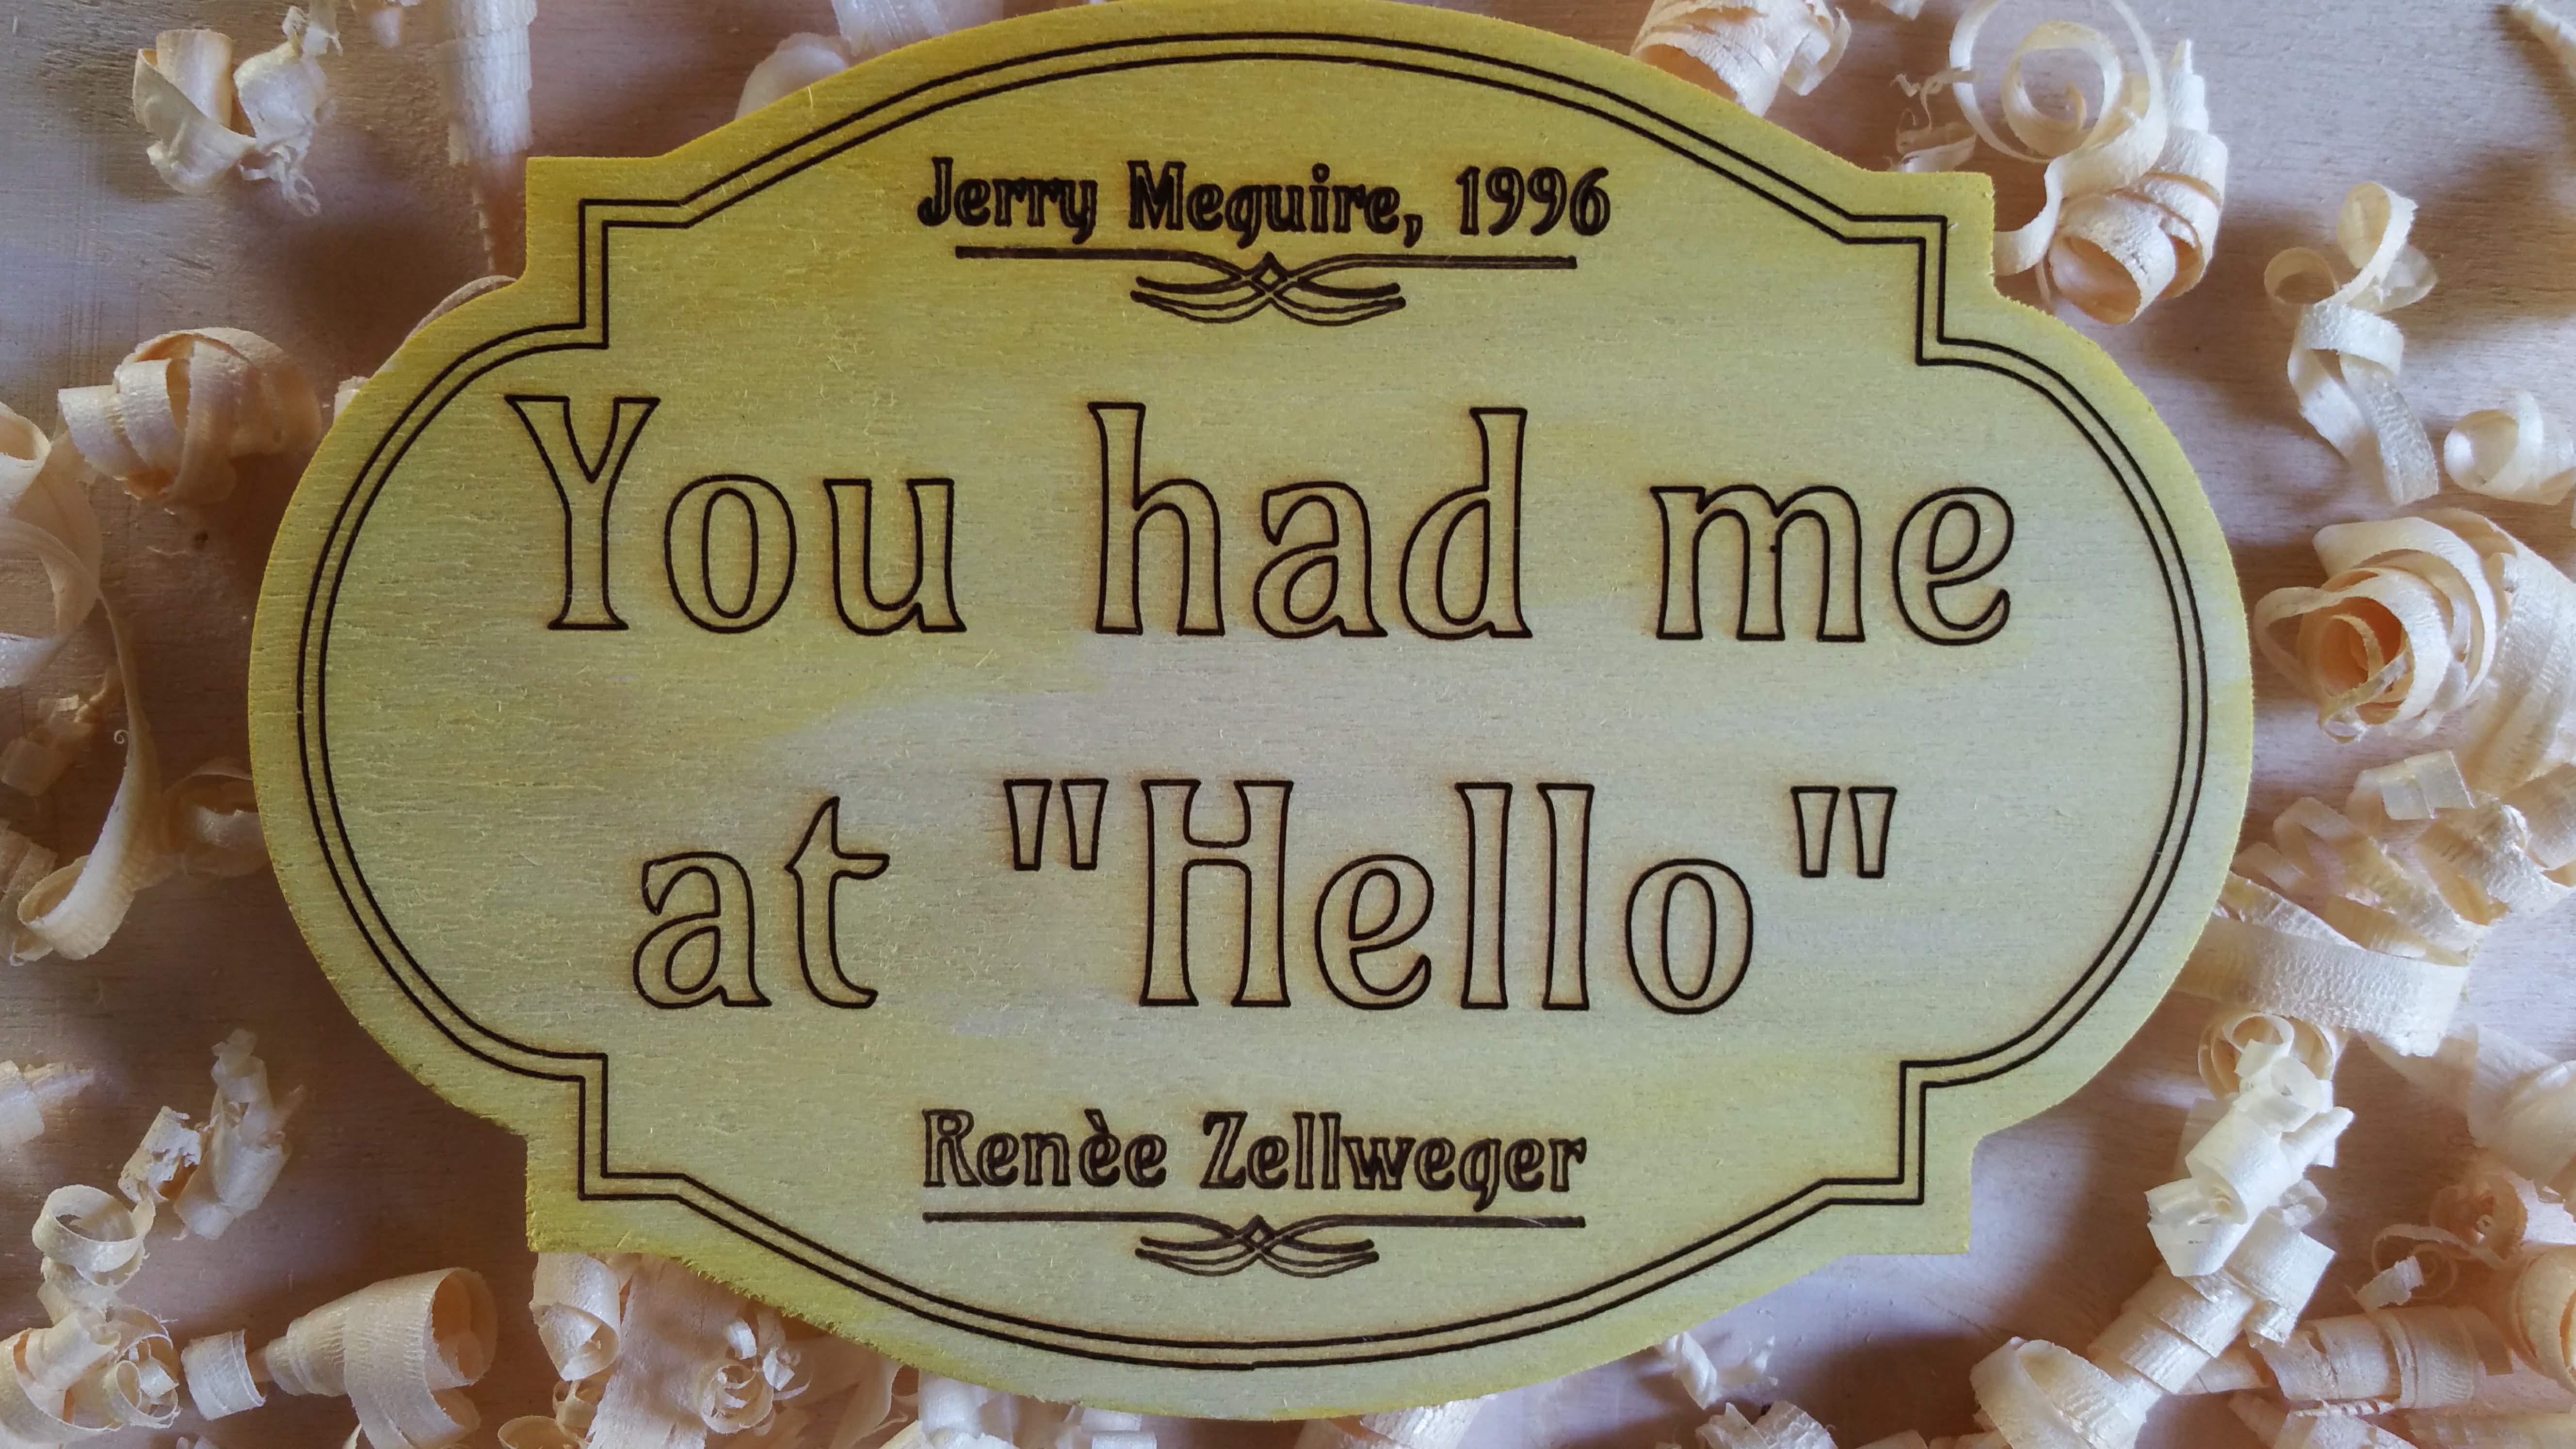 Jerry Meguire, 1996
You had me
at "Hello"
Renèe Zellweger